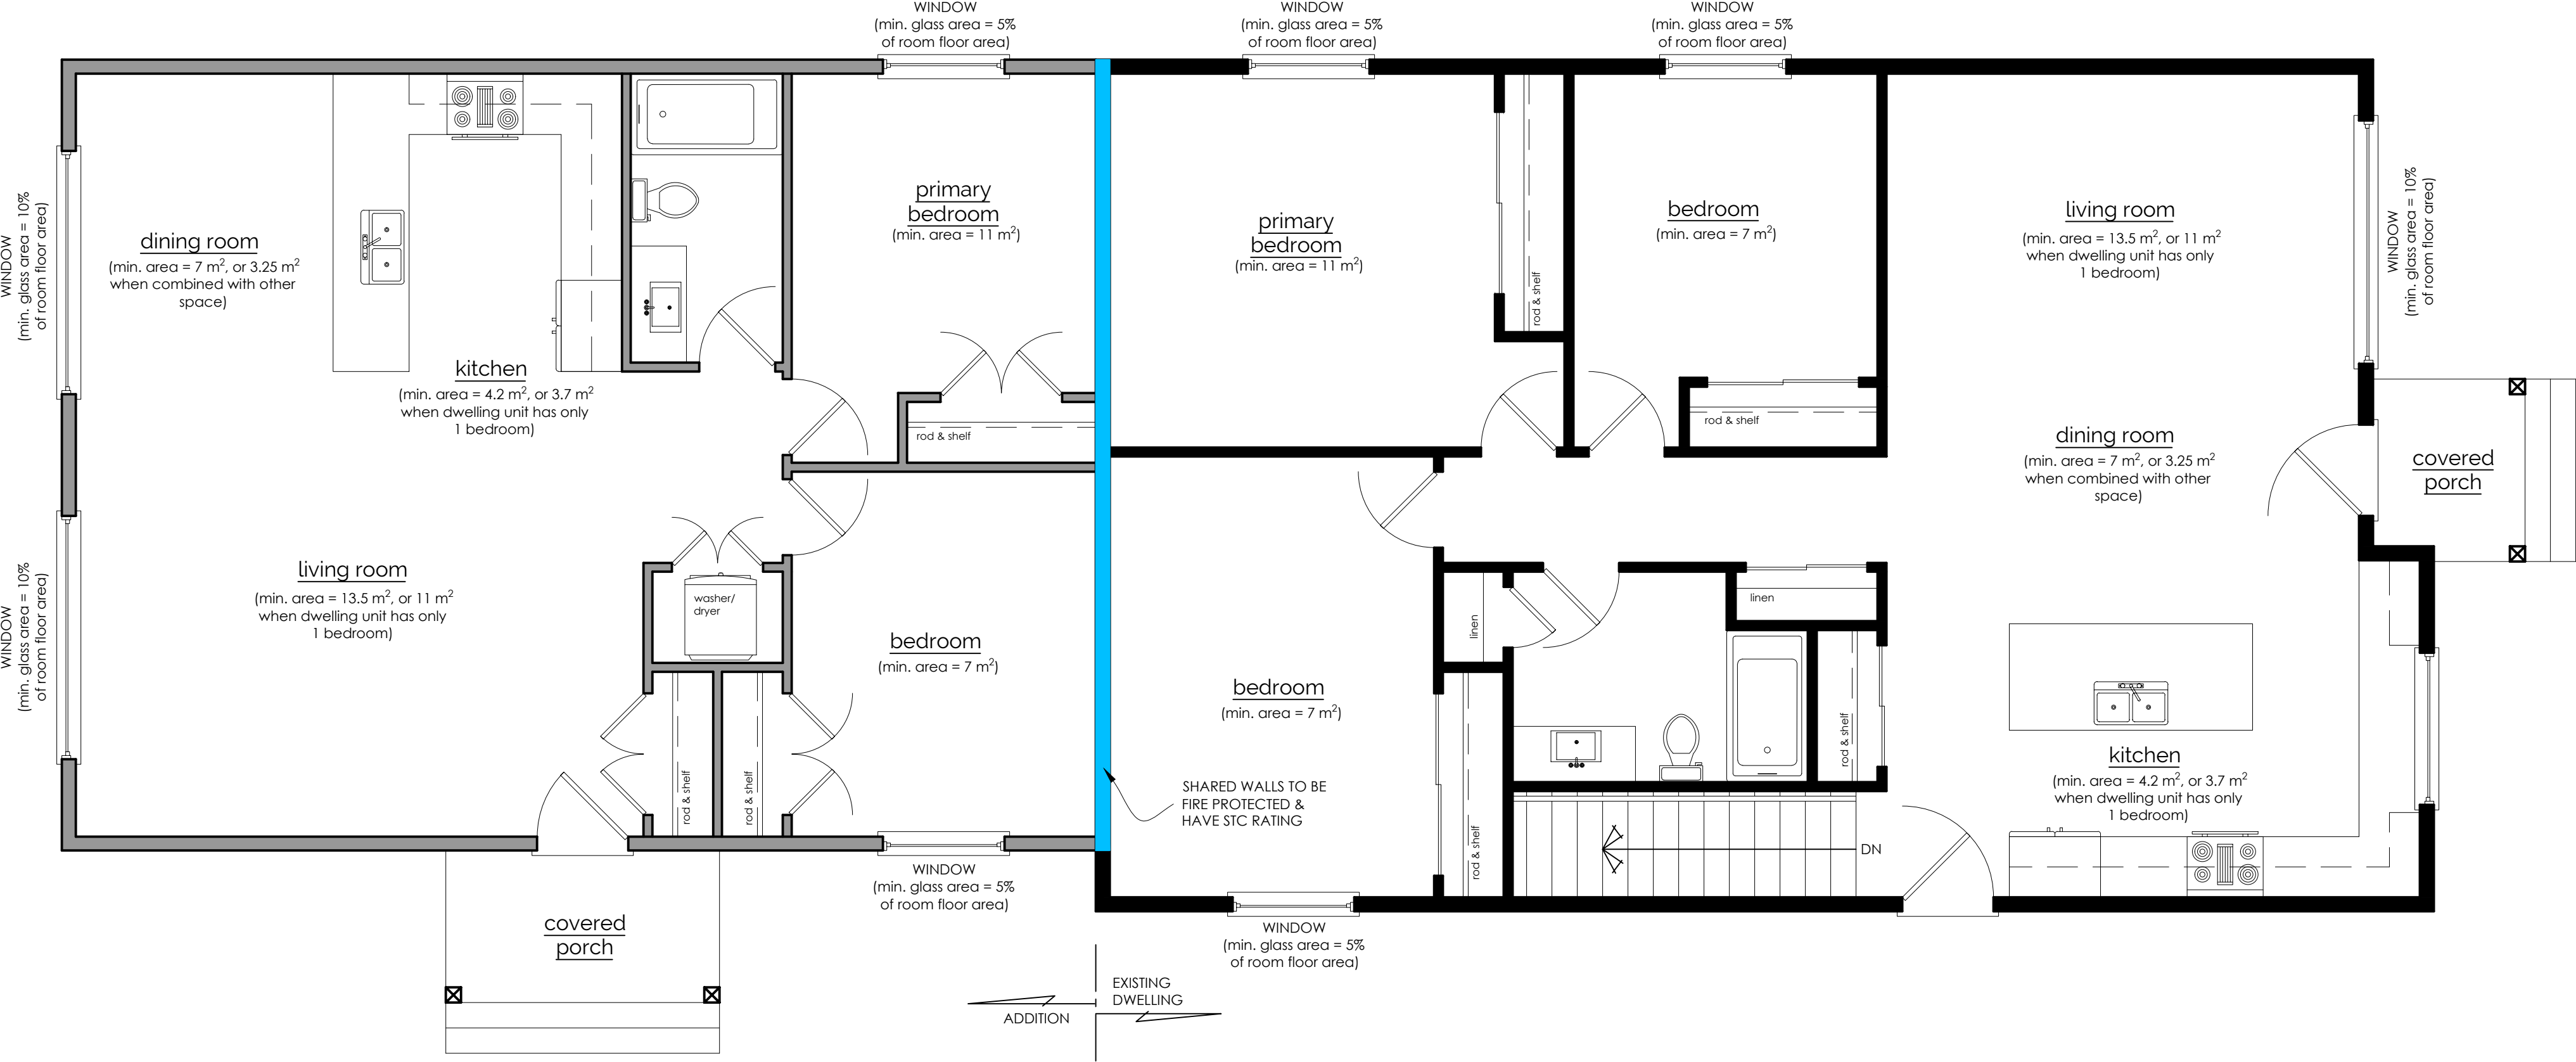 WINDOW
(min. glass area = 5%
of room floor area)
WINDOW
(min. glass area = 5%
of room floor area)
WINDOW
(min. glass area = 5%
of room floor area)
WINDOW
(min. glass area = 10%
of room floor area)
dining room
(min. area = 7 m², or 3.25 m²
when combined with other
space)
kitchen
(min. area = 4.2 m², or 3.7 m²
when dwelling unit has only
1 bedroom)
primary
bedroom
(min. area = 11 m²)
rod & shelf
primary
bedroom
(min. area = 11 m²)
rod & shelf
bedroom
(min. area = 7 m²)
rod & shelf
living room
(min. area = 13.5 m², or 11 m²
when dwelling unit has only
1 bedroom)
WINDOW
(min. glass area = 10%
of room floor area)
dining room
(min. area = 7 m², or 3.25 m²
when combined with other
space)
covered
porch
WINDOW
(min. glass area = 10%
of room floor area)
living room
(min. area = 13.5 m², or 11 m²
when dwelling unit has only
1 bedroom)
washer/
dryer
rod & shelf
rod & shelf
bedroom
(min. area = 7 m²)
bedroom
(min. area = 7 m²)
linen
linen
rod & shelf
rod & shelf
kitchen
(min. area = 4.2 m², or 3.7 m²
when dwelling unit has only
1 bedroom)
SHARED WALLS TO BE
FIRE PROTECTED &
HAVE STC RATING
DN
WINDOW
(min. glass area = 5%
of room floor area)
covered
porch
WINDOW
(min. glass area = 5%
of room floor area)
EXISTING
DWELLING
ADDITION